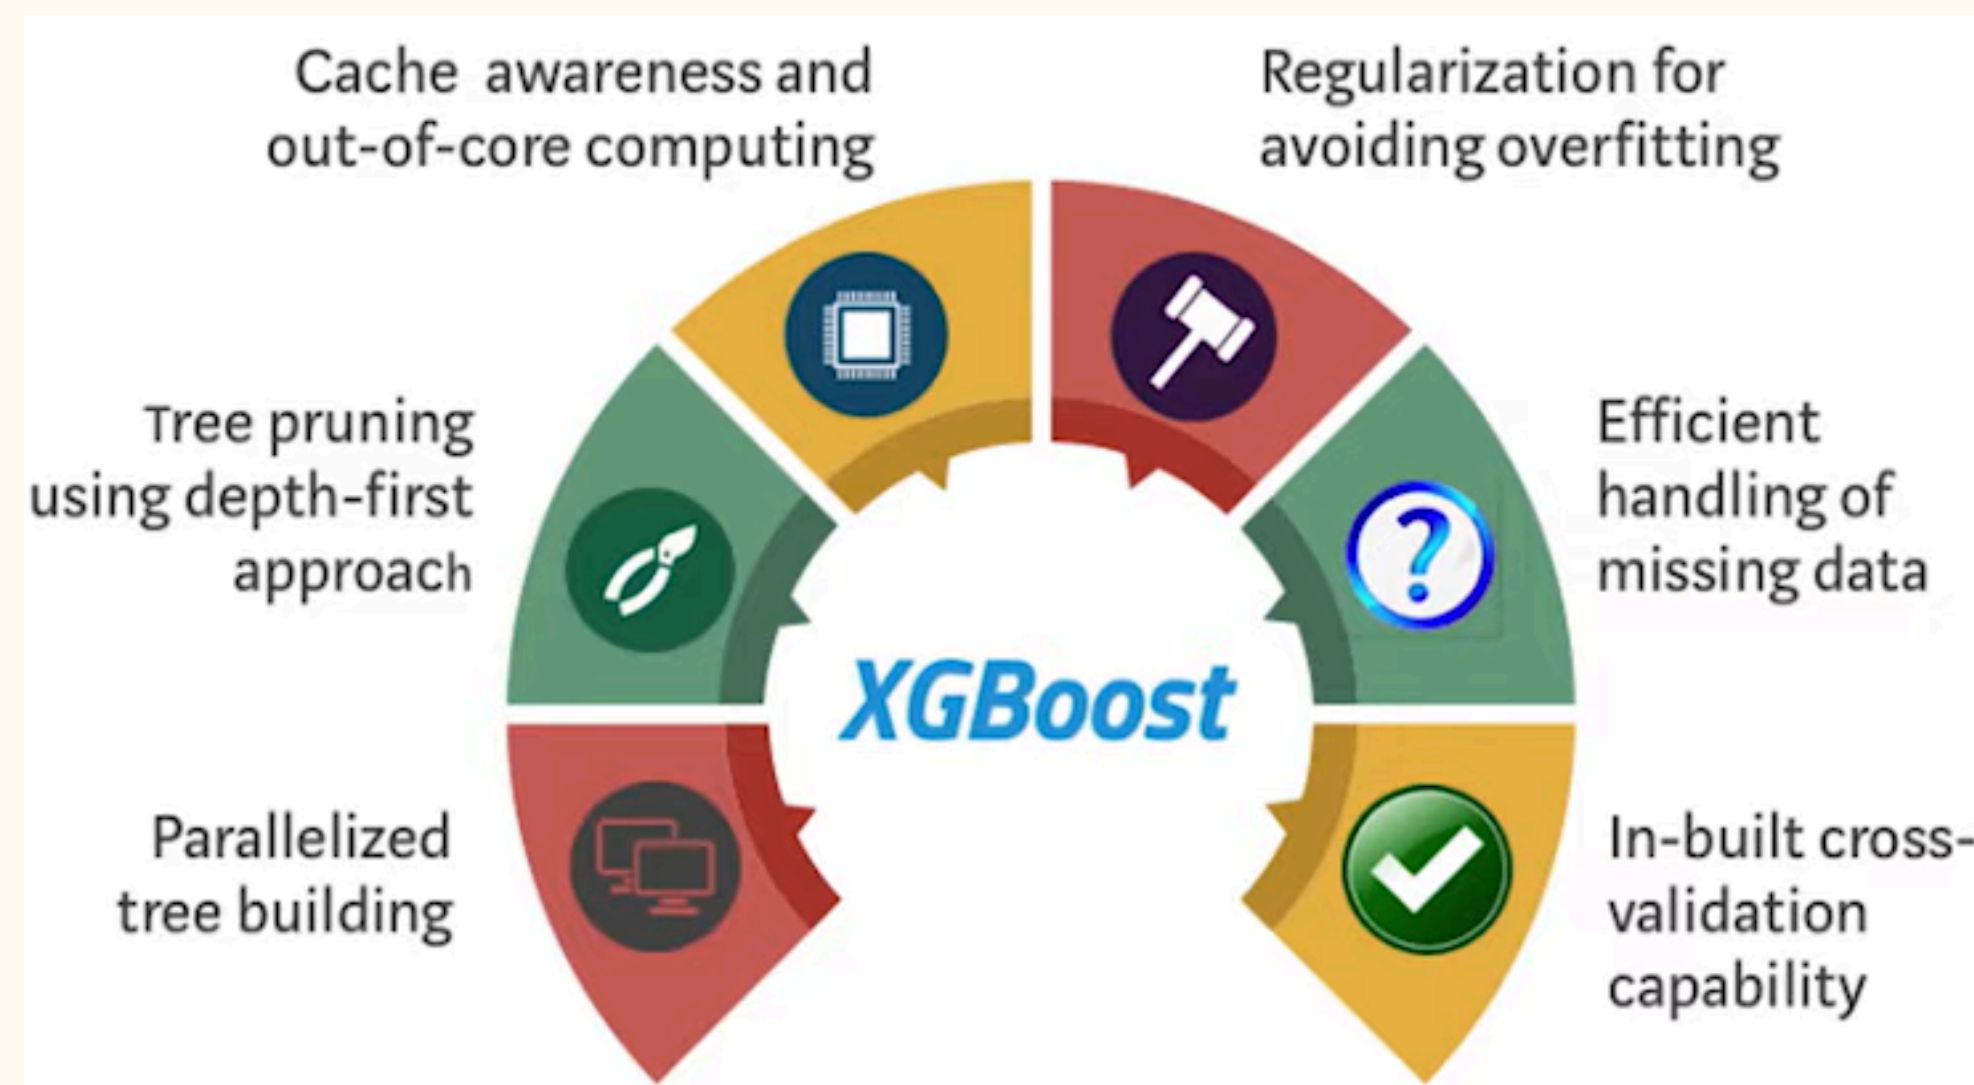 Cache awareness and
out-of-core computing
Regularization for
avoiding overfitting
Tree pruning
using depth-first
approach
Efficient
handling of
missing data
XGBoost
Parallelized
tree building
In-built cross-
validation
capability